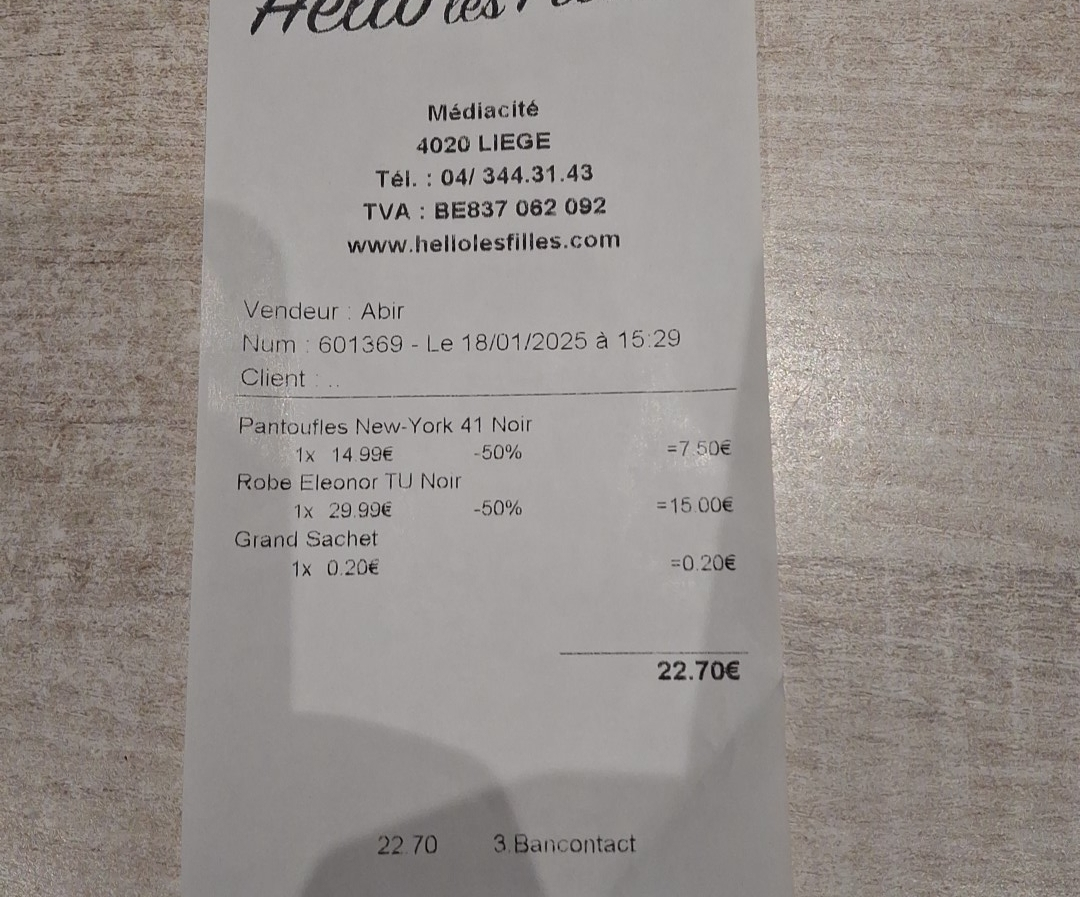 Hello les
Médiacité
4020 LIEGE
Tél. : 04/ 344.31.43
TVA : BE837 062 092
www.hellolesfilles.com
Vendeur : Abir
Num : 601369 - Le 18/01/2025 à 15:29
Client : ..
Pantoufles New-York 41 Noir
1x 14.99€ -50% =7.50€
Robe Eleonor TU Noir
1x 29.99€ -50% =15.00€
Grand Sachet
1x 0.20€ =0.20€
22.70€
22.70 3.Bancontact